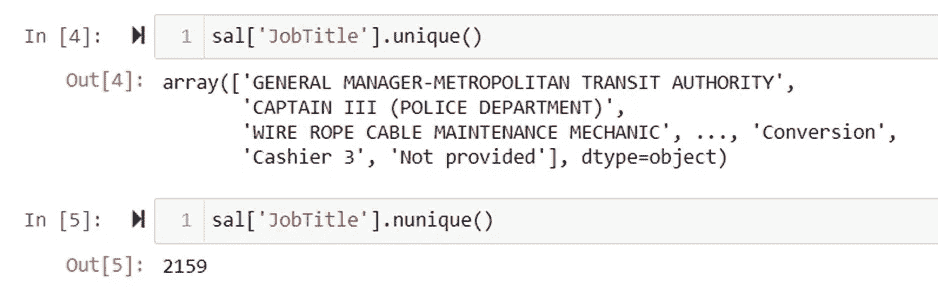 In [4]: 1 sal['JobTitle'].unique()
Out[4]: array(['GENERAL MANAGER-METROPOLITAN TRANSIT AUTHORITY',
'CAPTAIN III (POLICE DEPARTMENT)',
'WIRE ROPE CABLE MAINTENANCE MECHANIC', ..., 'Conversion',
'Cashier 3', 'Not provided'], dtype=object)
In [5]: 1 sal['JobTitle'].nunique()
Out[5]: 2159